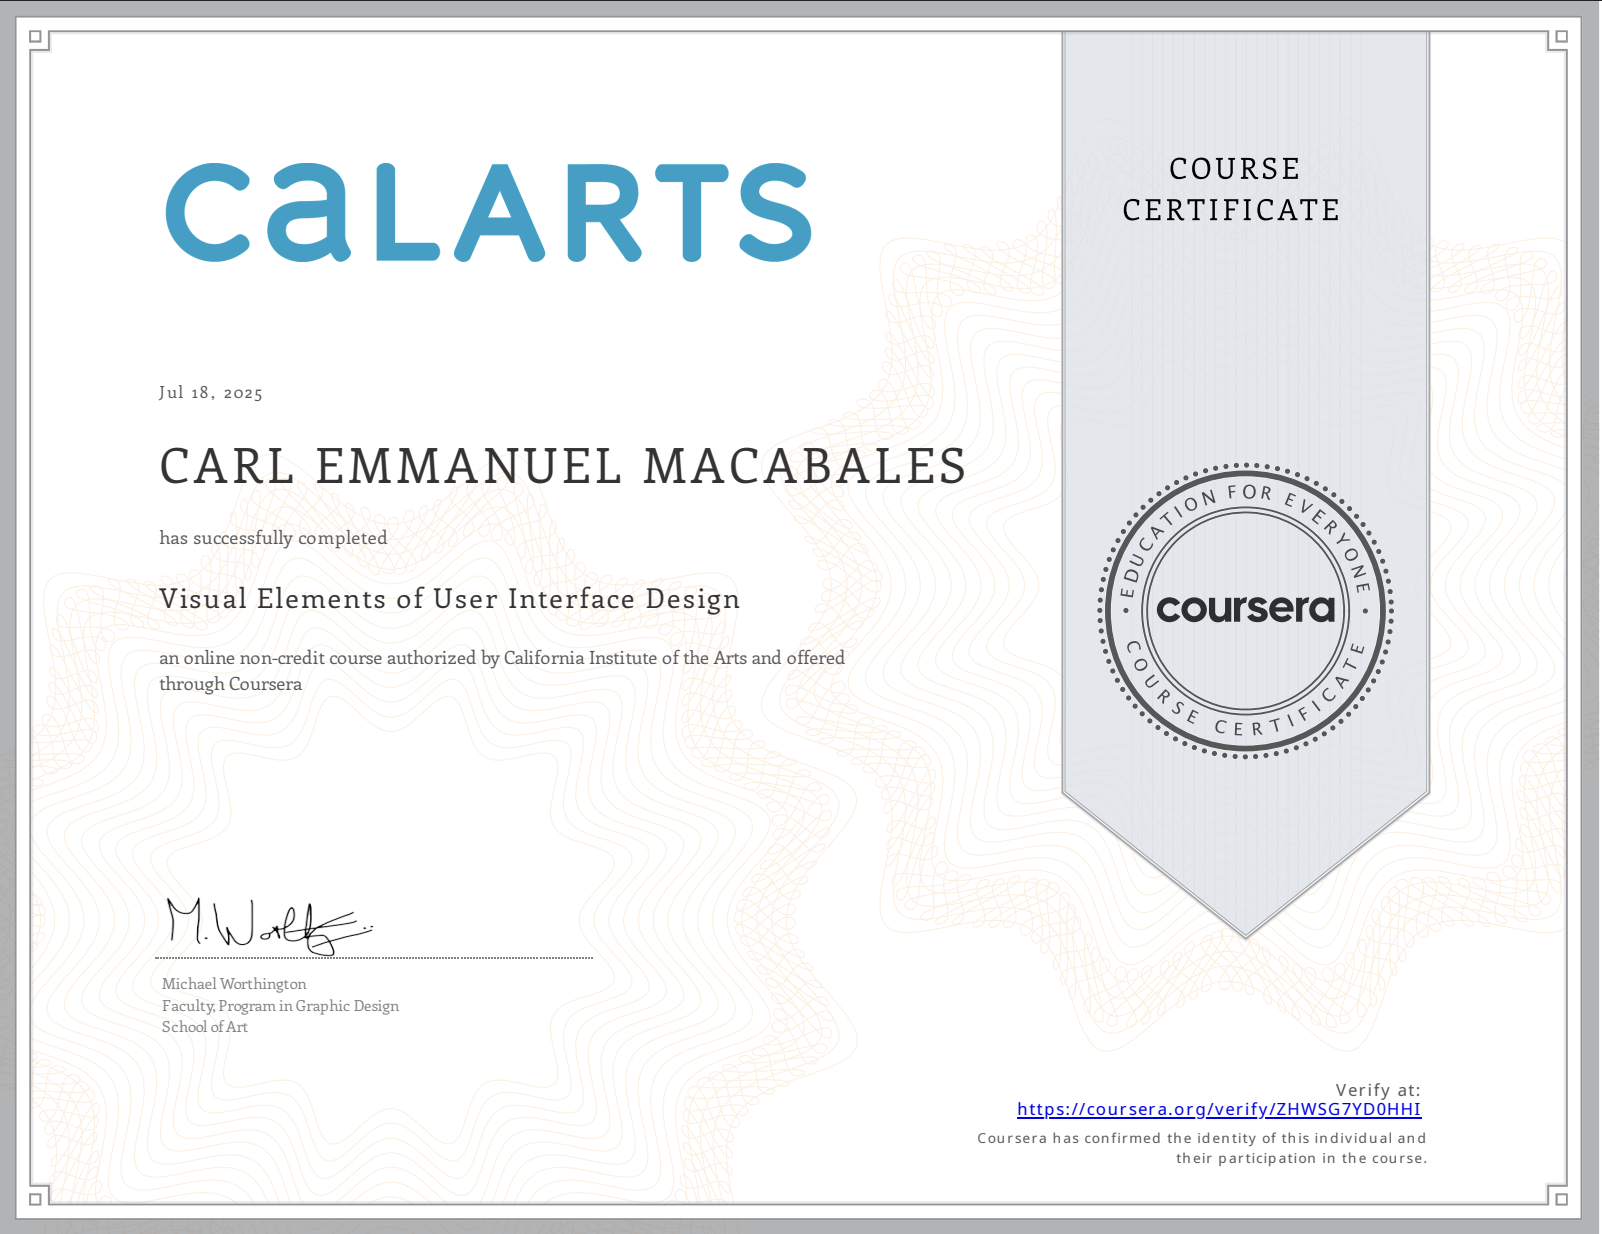 CalARTS
COURSE
CERTIFICATE
Jul 18, 2025
CARL EMMANUEL MACABALES
has successfully completed
Visual Elements of User Interface Design
an online non-credit course authorized by California Institute of the Arts and offered
through Coursera
EDUCATION FOR EVERYONE
coursera
COURSE CERTIFICATE
M. Worth
Michael Worthington
Faculty, Program in Graphic Design
School of Art
Verify at:
https://coursera.org/verify/ZHWSG7YD0HHI
Coursera has confirmed the identity of this individual and
their participation in the course.